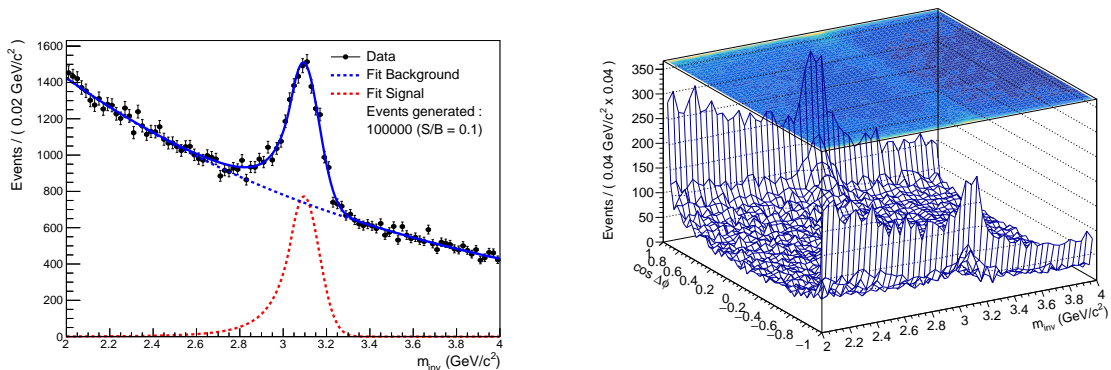 Events / ( 0.02 GeV/c² )
1600
1400
1200
1000
800
600
400
200
0
Data
Fit Background
Fit Signal
Events generated :
100000 (S/B = 0.1)
2 2.2 2.4 2.6 2.8 3 3.2 3.4 3.6 3.8 4
m_inv (GeV/c²)
Events / ( 0.04 GeV/c² x 0.04 )
350
300
250
200
150
100
50
0
1 0.8 0.6 0.4 0.2 0 −0.2 −0.4 −0.6 −0.8 −1
cos Δϕ
2 2.2 2.4 2.6 2.8 3 3.2 3.4 3.6 3.8 4
m_inv (GeV/c²)